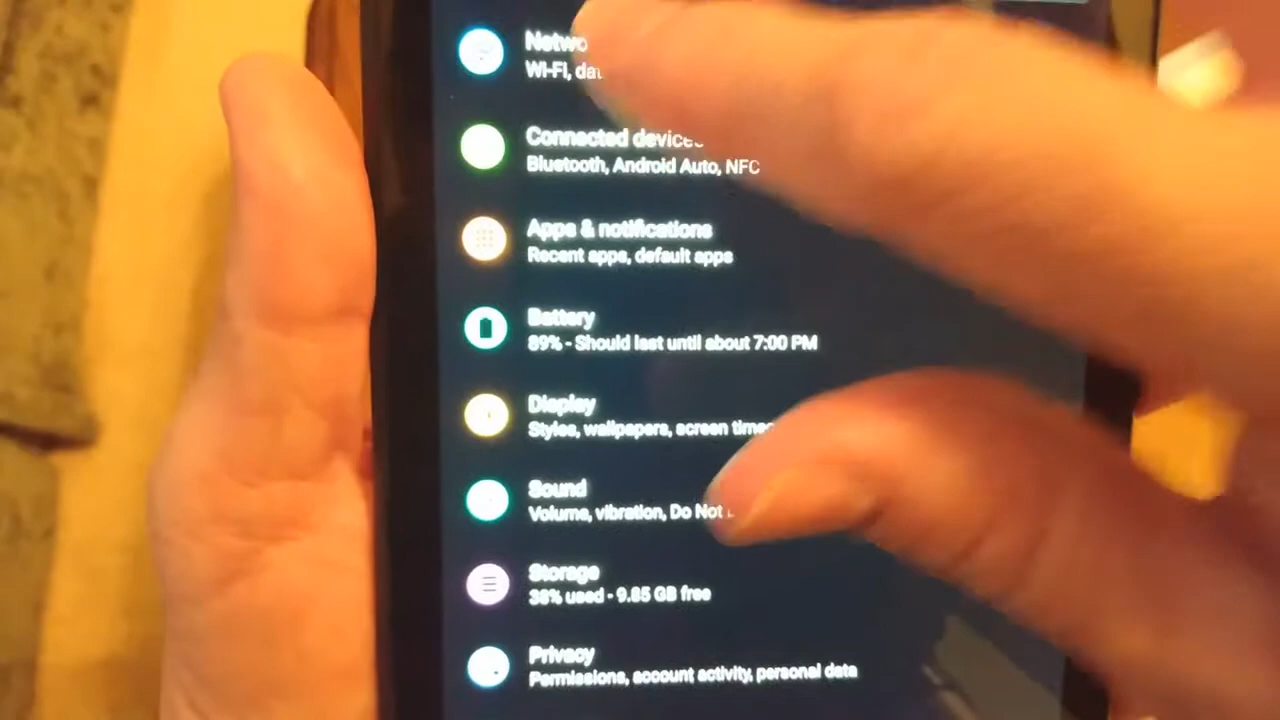 Netwo
Wi-Fi, dat
Connected devices
Bluetooth, Android Auto, NFC
Apps & notifications
Recent apps, default apps
Battery
89% - Should last until about 7:00 PM
Display
Styles, wallpapers, screen timeo
Sound
Volume, vibration, Do Not
Storage
38% used - 9.85 GB free
Privacy
Permissions, account activity, personal data